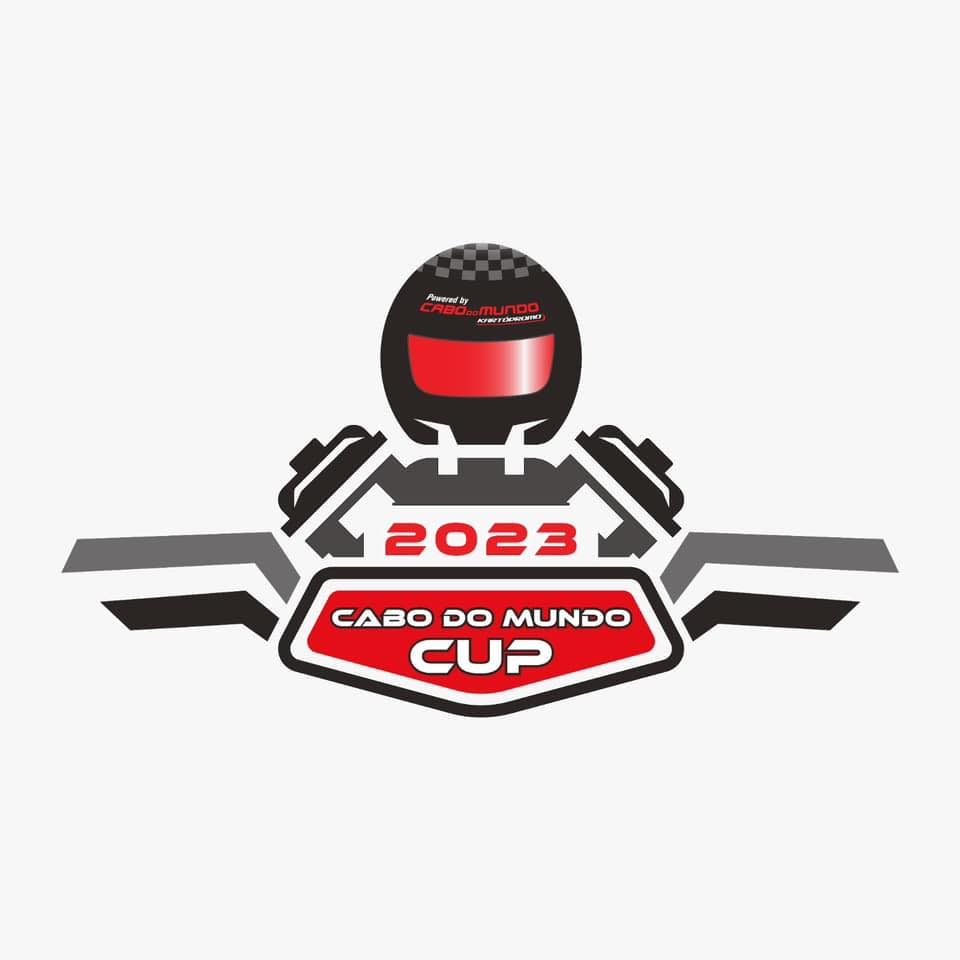 Powered by
CABO DO MUNDO
KARTÓDROMO
2023
CABO DO MUNDO
CUP